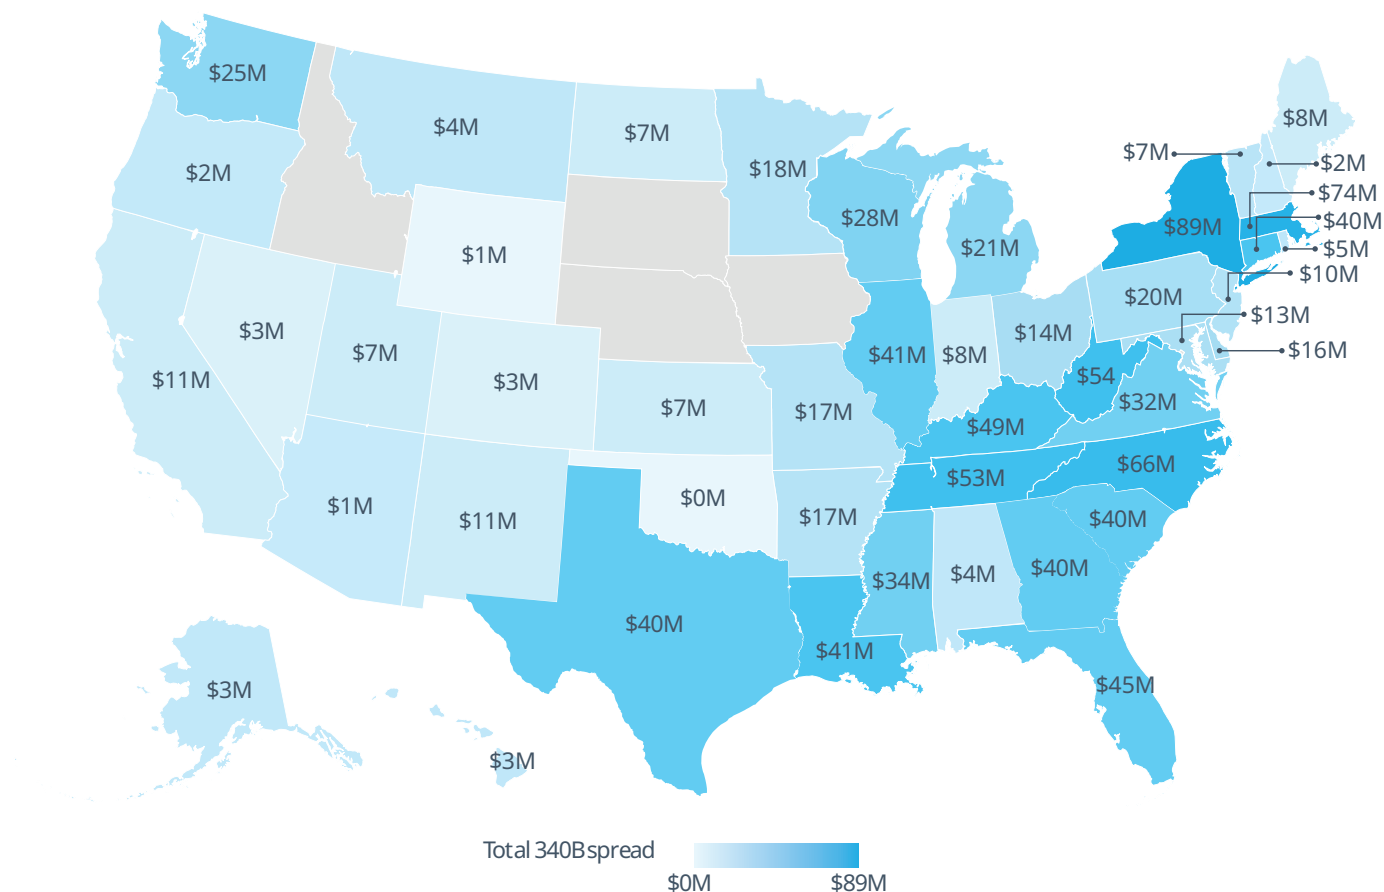 $25M
$8M
$4M
$7M
$7M
$2M
$18M
$2M
$74M
$28M
$89M
$40M
$1M
$21M
$5M
$10M
$20M
$13M
$3M
$14M
$7M
$41M
$8M
$16M
$11M
$3M
$54
$32M
$7M
$17M
$49M
$66M
$53M
$0M
$1M
$11M
$17M
$40M
$34M
$4M
$40M
$40M
$41M
$3M
$45M
$3M
Total 340B spread
$0M
$89M